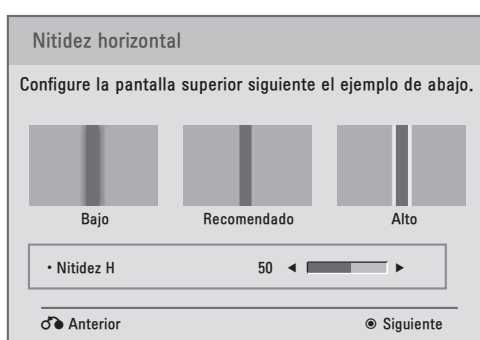 Nitidez horizontal
Configure la pantalla superior siguiente el ejemplo de abajo.
Bajo Recomendado Alto
• Nitidez H 50 ◄ ►
Anterior ◉ Siguiente